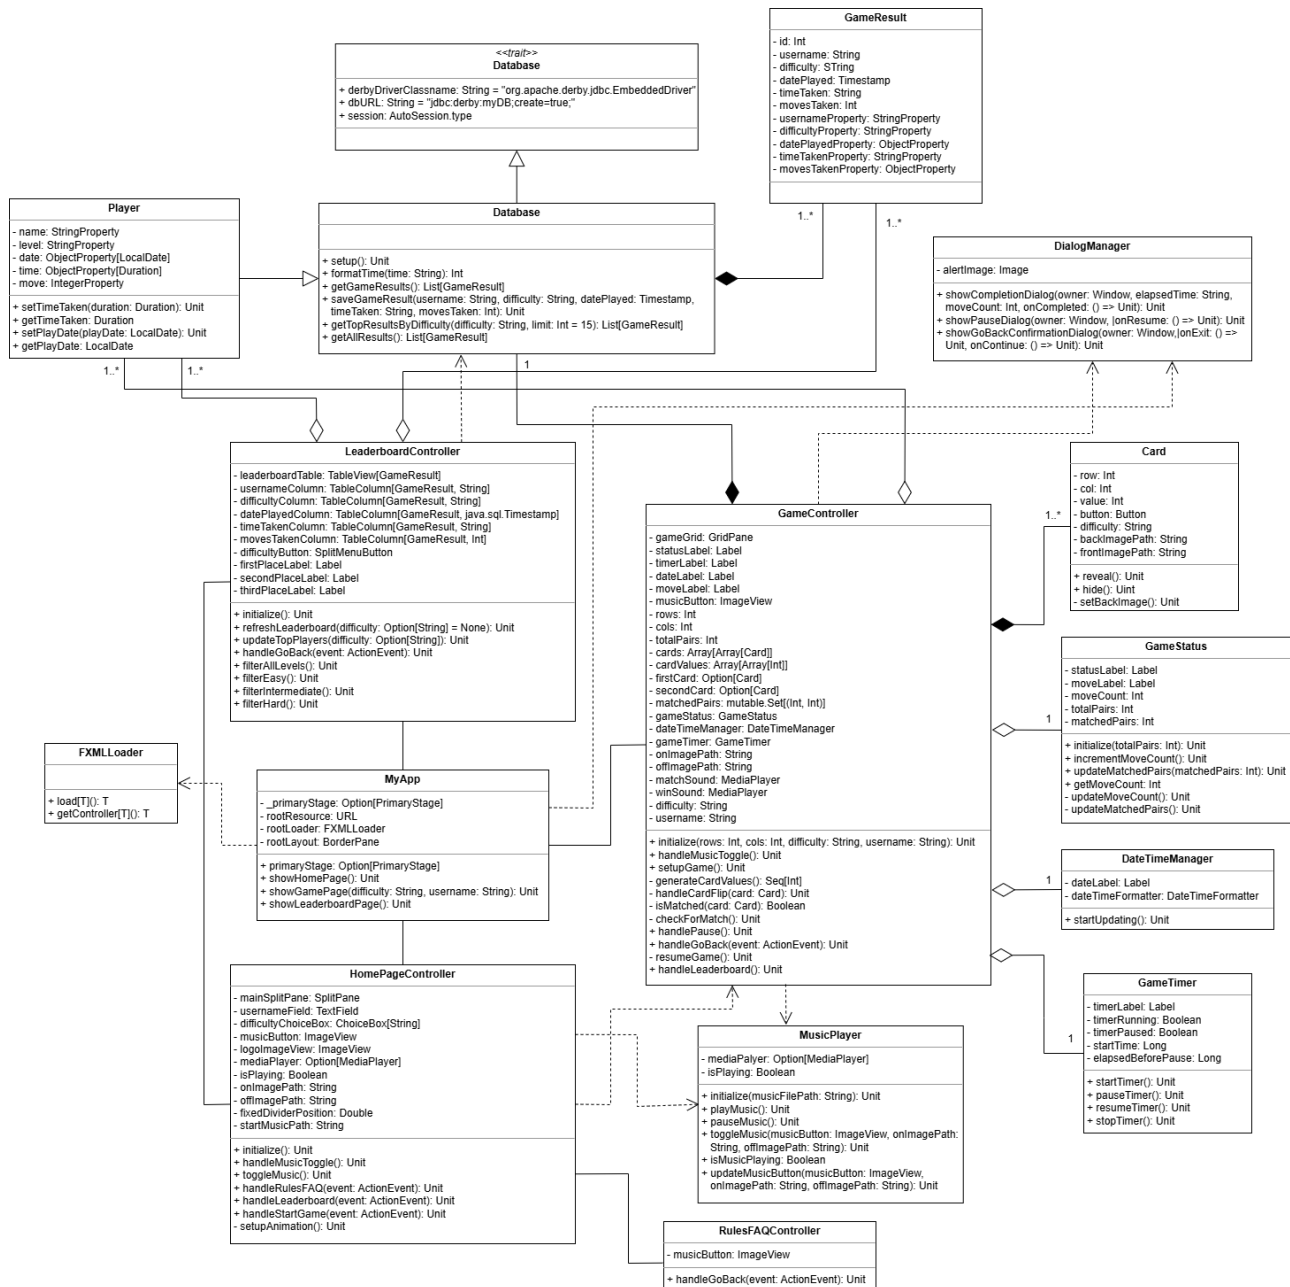 <<trait>>
Database
+ derbyDriverClassname: String = "org.apache.derby.jdbc.EmbeddedDriver"
+ dbURL: String = "jdbc:derby:myDB;create=true;"
+ session: AutoSession.type
GameResult
- id: Int
- username: String
- difficulty: STring
- datePlayed: Timestamp
- timeTaken: String
- movesTaken: Int
- usernameProperty: StringProperty
- difficultyProperty: StringProperty
- datePlayedProperty: ObjectProperty
- timeTakenProperty: StringProperty
- movesTakenProperty: ObjectProperty
1..*
1..*
Player
- name: StringProperty
- level: StringProperty
- date: ObjectProperty[LocalDate]
- time: ObjectProperty[Duration]
- move: IntegerProperty
+ setTimeTaken(duration: Duration): Unit
+ getTimeTaken: Duration
+ setPlayDate(playDate: LocalDate): Unit
+ getPlayDate: LocalDate
1..*
1..*
Database
+ setup(): Unit
+ formatTime(time: String): Int
+ getGameResults(): List[GameResult]
+ saveGameResult(username: String, difficulty: String, datePlayed: Timestamp,
timeTaken: String, movesTaken: Int): Unit
+ getTopResultsByDifficulty(difficulty: String, limit: Int = 15): List[GameResult]
+ getAllResults(): List[GameResult]
1
DialogManager
- alertImage: Image
+ showCompletionDialog(owner: Window, elapsedTime: String,
moveCount: Int, onCompleted: () => Unit): Unit
+ showPauseDialog(owner: Window, |onResume: () => Unit): Unit
+ showGoBackConfirmationDialog(owner: Window,|onExit: () =>
Unit, onContinue: () => Unit): Unit
LeaderboardController
- leaderboardTable: TableView[GameResult]
- usernameColumn: TableColumn[GameResult, String]
- difficultyColumn: TableColumn[GameResult, String]
- datePlayedColumn: TableColumn[GameResult, java.sql.Timestamp]
- timeTakenColumn: TableColumn[GameResult, String]
- movesTakenColumn: TableColumn[GameResult, Int]
- difficultyButton: SplitMenuButton
- firstPlaceLabel: Label
- secondPlaceLabel: Label
- thirdPlaceLabel: Label
+ initialize(): Unit
+ refreshLeaderboard(difficulty: Option[String] = None): Unit
+ updateTopPlayers(difficulty: Option[String]): Unit
+ handleGoBack(event: ActionEvent): Unit
+ filterAllLevels(): Unit
+ filterEasy(): Unit
+ filterIntermediate(): Unit
+ filterHard(): Unit
GameController
- gameGrid: GridPane
- statusLabel: Label
- timerLabel: Label
- dateLabel: Label
- moveLabel: Label
- musicButton: ImageView
- rows: Int
- cols: Int
- totalPairs: Int
- cards: Array[Array[Card]]
- cardValues: Array[Array[Int]]
- firstCard: Option[Card]
- secondCard: Option[Card]
- matchedPairs: mutable.Set[(Int, Int)]
- gameStatus: GameStatus
- dateTimeManager: DateTimeManager
- gameTimer: GameTimer
- onImagePath: String
- offImagePath: String
- matchSound: MediaPlayer
- winSound: MediaPlayer
- difficulty: String
- username: String
+ initialize(rows: Int, cols: Int, difficulty: String, username: String): Unit
+ handleMusicToggle(): Unit
- setupGame(): Unit
- generateCardValues(): Seq[Int]
- handleCardFlip(card: Card): Unit
- isMatched(card: Card): Boolean
- checkForMatch(): Unit
- handlePause(): Unit
+ handleGoBack(event: ActionEvent): Unit
- resumeGame(): Unit
+ handleLeaderboard(): Unit
Card
- row: Int
- col: Int
- value: Int
- button: Button
- difficulty: String
- backImagePath: String
- frontImagePath: String
+ reveal(): Unit
+ hide(): Uint
- setBackImage(): Unit
1..*
GameStatus
- statusLabel: Label
- moveLabel: Label
- moveCount: Int
- totalPairs: Int
- matchedPairs: Int
+ initialize(totalPairs: Int): Unit
+ incrementMoveCount(): Unit
+ updateMatchedPairs(matchedPairs: Int): Unit
+ getMoveCount: Int
- updateMoveCount(): Unit
- updateMatchedPairs(): Unit
1
FXMLLoader
+ load[T](): T
+ getController[T](): T
MyApp
- _primaryStage: Option[PrimaryStage]
- rootResource: URL
- rootLoader: FXMLLoader
- rootLayout: BorderPane
+ primaryStage: Option[PrimaryStage]
+ showHomePage(): Unit
+ showGamePage(difficulty: String, username: String): Unit
+ showLeaderboardPage(): Unit
DateTimeManager
- dateLabel: Label
- dateTimeFormatter: DateTimeFormatter
+ startUpdating(): Unit
1
HomePageController
- mainSplitPane: SplitPane
- usernameField: TextField
- difficultyChoiceBox: ChoiceBox[String]
- musicButton: ImageView
- logoImageView: ImageView
- mediaPlayer: Option[MediaPlayer]
- isPlaying: Boolean
- onImagePath: String
- offImagePath: String
- fixedDividerPosition: Double
- startMusicPath: String
+ initialize(): Unit
+ handleMusicToggle(): Unit
+ toggleMusic(): Unit
+ handleRulesFAQ(event: ActionEvent): Unit
+ handleLeaderboard(event: ActionEvent): Unit
+ handleStartGame(event: ActionEvent): Unit
- setupAnimation(): Unit
GameTimer
- timerLabel: Label
- timerRunning: Boolean
- timerPaused: Boolean
- startTime: Long
- elapsedBeforePause: Long
+ startTimer(): Unit
+ pauseTimer(): Unit
+ resumeTimer(): Unit
+ stopTimer(): Unit
1
MusicPlayer
- mediaPalyer: Option[MediaPlayer]
- isPlaying: Boolean
+ initialize(musicFilePath: String): Unit
+ playMusic(): Unit
+ pauseMusic(): Unit
+ toggleMusic(musicButton: ImageView, onImagePath:
String, offImagePath: String): Unit
+ isMusicPlaying: Boolean
+ updateMusicButton(musicButton: ImageView,
onImagePath: String, offImagePath: String): Unit
RulesFAQController
- musicButton: ImageView
+ handleGoBack(event: ActionEvent): Unit